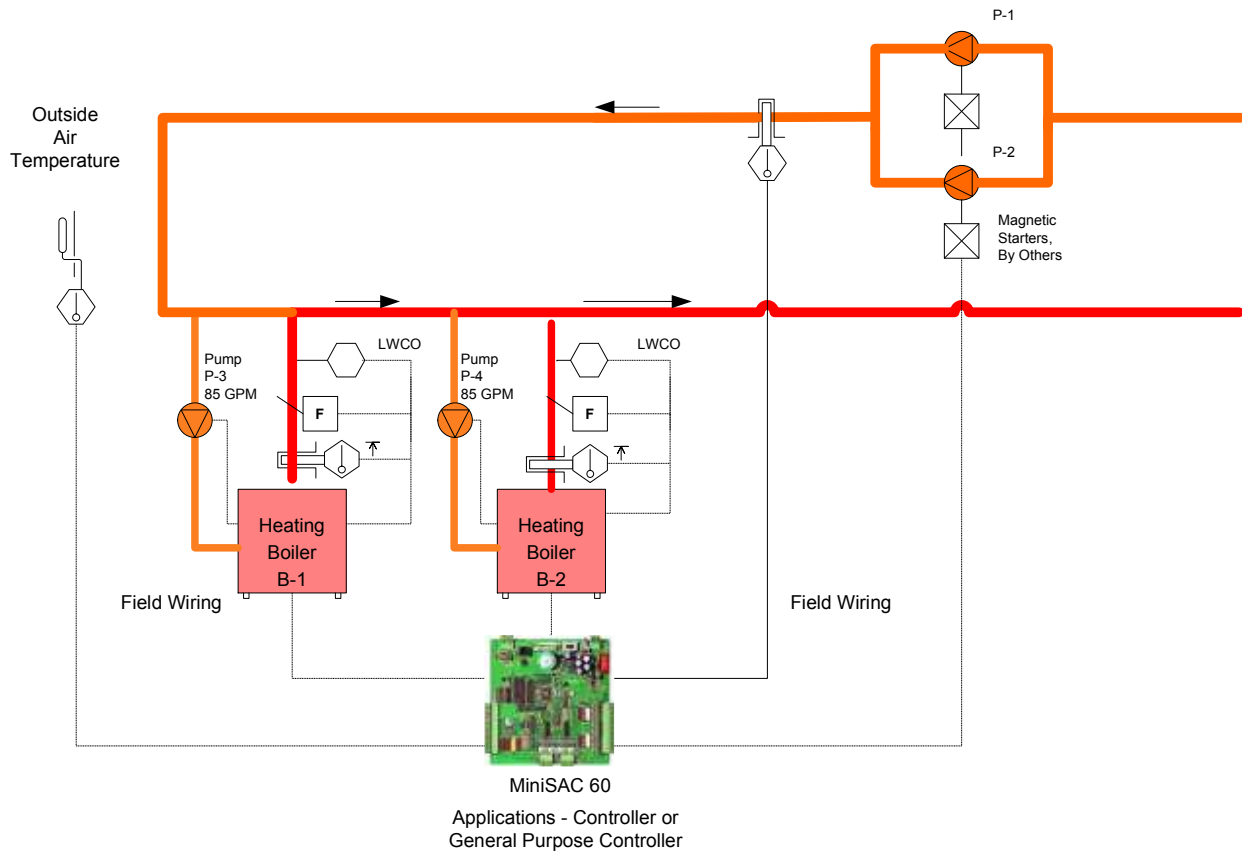 P-1
Outside
Air
Temperature
P-2
Magnetic
Starters,
By Others
Pump
P-3
85 GPM
LWCO
F
Pump
P-4
85 GPM
LWCO
F
Heating
Boiler
B-1
Heating
Boiler
B-2
Field Wiring
Field Wiring
MiniSAC 60
Applications - Controller or
General Purpose Controller